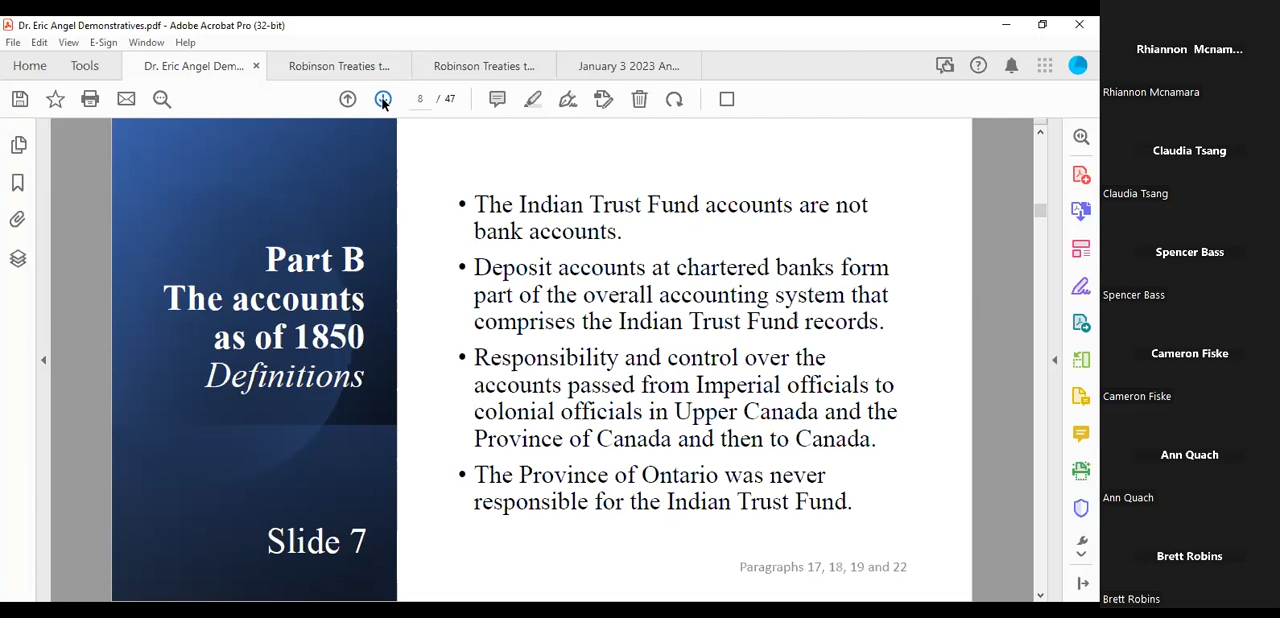 Dr. Eric Angel Demonstratives.pdf - Adobe Acrobat Pro (32-bit)
File Edit View E-Sign Window Help
Home Tools Dr. Eric Angel Dem... × Robinson Treaties t... Robinson Treaties t... January 3 2023 An...
8 / 47
Part B
The accounts
as of 1850
Definitions
Slide 7
• The Indian Trust Fund accounts are not
bank accounts.
• Deposit accounts at chartered banks form
part of the overall accounting system that
comprises the Indian Trust Fund records.
• Responsibility and control over the
accounts passed from Imperial officials to
colonial officials in Upper Canada and the
Province of Canada and then to Canada.
• The Province of Ontario was never
responsible for the Indian Trust Fund.
Paragraphs 17, 18, 19 and 22
Rhiannon Mcnam...
Rhiannon Mcnamara
Claudia Tsang
Claudia Tsang
Spencer Bass
Spencer Bass
Cameron Fiske
Cameron Fiske
Ann Quach
Ann Quach
Brett Robins
Brett Robins